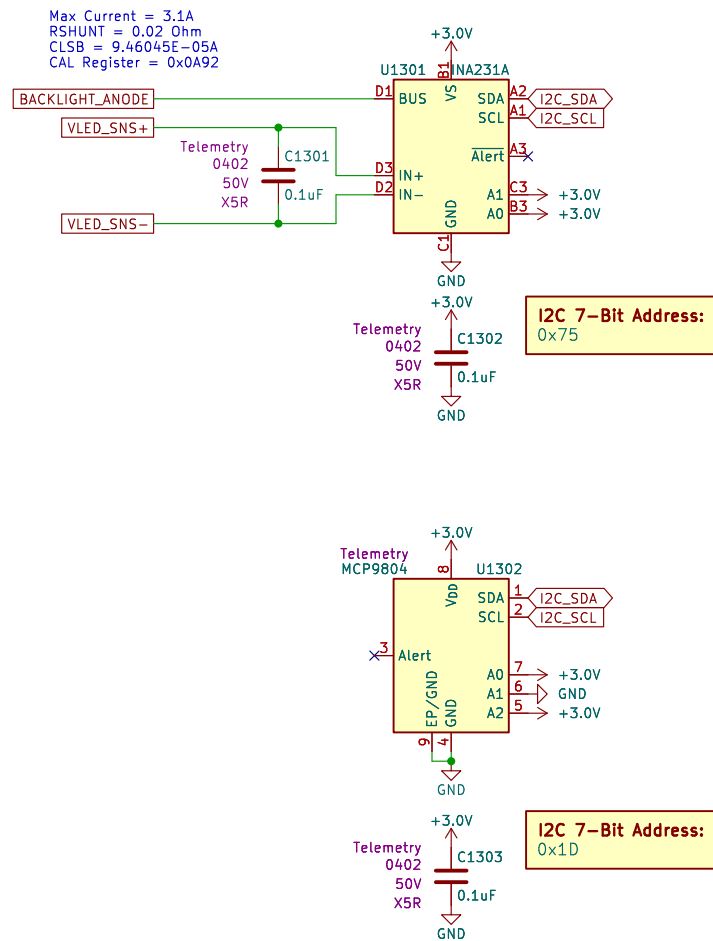 Max Current = 3.1A
RSHUNT = 0.02 Ohm
CLSB = 9.46045E-05A
CAL Register = 0x0A92
+3.0V
U1301
B1
INA231A
VS
BACKLIGHT_ANODE
D1
BUS
SDA
A2
I2C_SDA
SCL
A1
I2C_SCL
VLED_SNS+
Telemetry
0402
50V
X5R
C1301
0.1uF
Alert
A3
D3
IN+
D2
IN-
A1
C3
+3.0V
A0
B3
+3.0V
VLED_SNS-
GND
C1
GND
+3.0V
Telemetry
0402
50V
X5R
C1302
0.1uF
GND
I2C 7-Bit Address:
0x75
+3.0V
Telemetry
MCP9804
8
U1302
VDD
SDA
1
I2C_SDA
SCL
2
I2C_SCL
3
Alert
A0
7
+3.0V
A1
6
GND
A2
5
+3.0V
EP/GND
GND
9
4
GND
+3.0V
Telemetry
0402
50V
X5R
C1303
0.1uF
GND
I2C 7-Bit Address:
0x1D